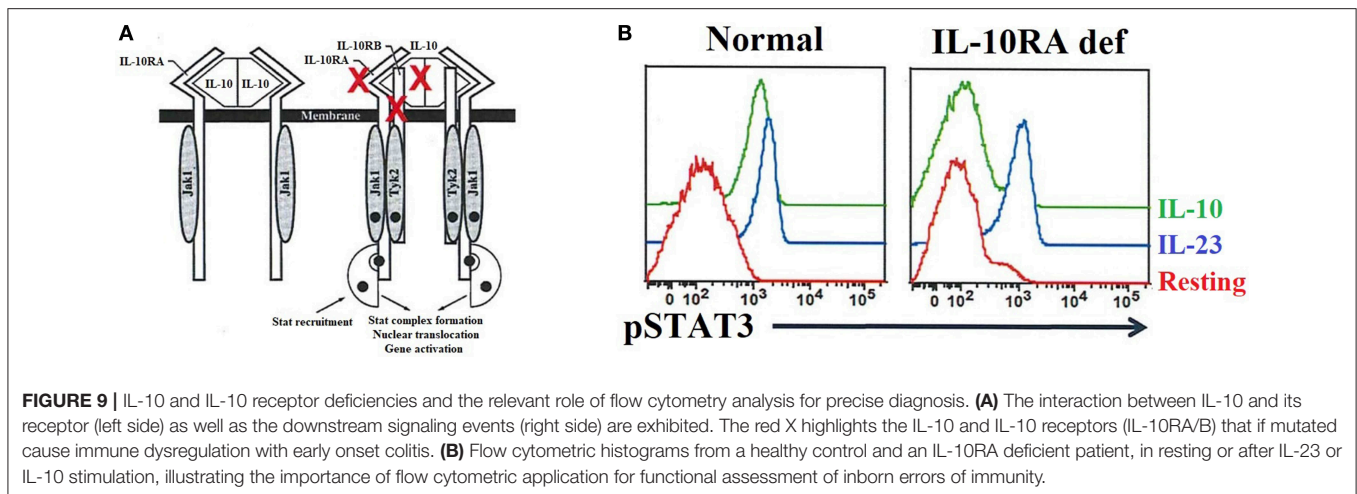 A
IL-10RA
IL-10
IL-10
IL-10RB
IL-10
IL-10RA
Membrane
Jak1
Jak1
Jak1
Tyk2
Tyk2
Jak1
Stat recruitment
Stat complex formation
Nuclear translocation
Gene activation
B
Normal
IL-10RA def
IL-10
IL-23
Resting
0 10² 10³ 10⁴ 10⁵
0 10² 10³ 10⁴ 10⁵
pSTAT3
FIGURE 9 | IL-10 and IL-10 receptor deficiencies and the relevant role of flow cytometry analysis for precise diagnosis. (A) The interaction between IL-10 and its
receptor (left side) as well as the downstream signaling events (right side) are exhibited. The red X highlights the IL-10 and IL-10 receptors (IL-10RA/B) that if mutated
cause immune dysregulation with early onset colitis. (B) Flow cytometric histograms from a healthy control and an IL-10RA deficient patient, in resting or after IL-23 or
IL-10 stimulation, illustrating the importance of flow cytometric application for functional assessment of inborn errors of immunity.